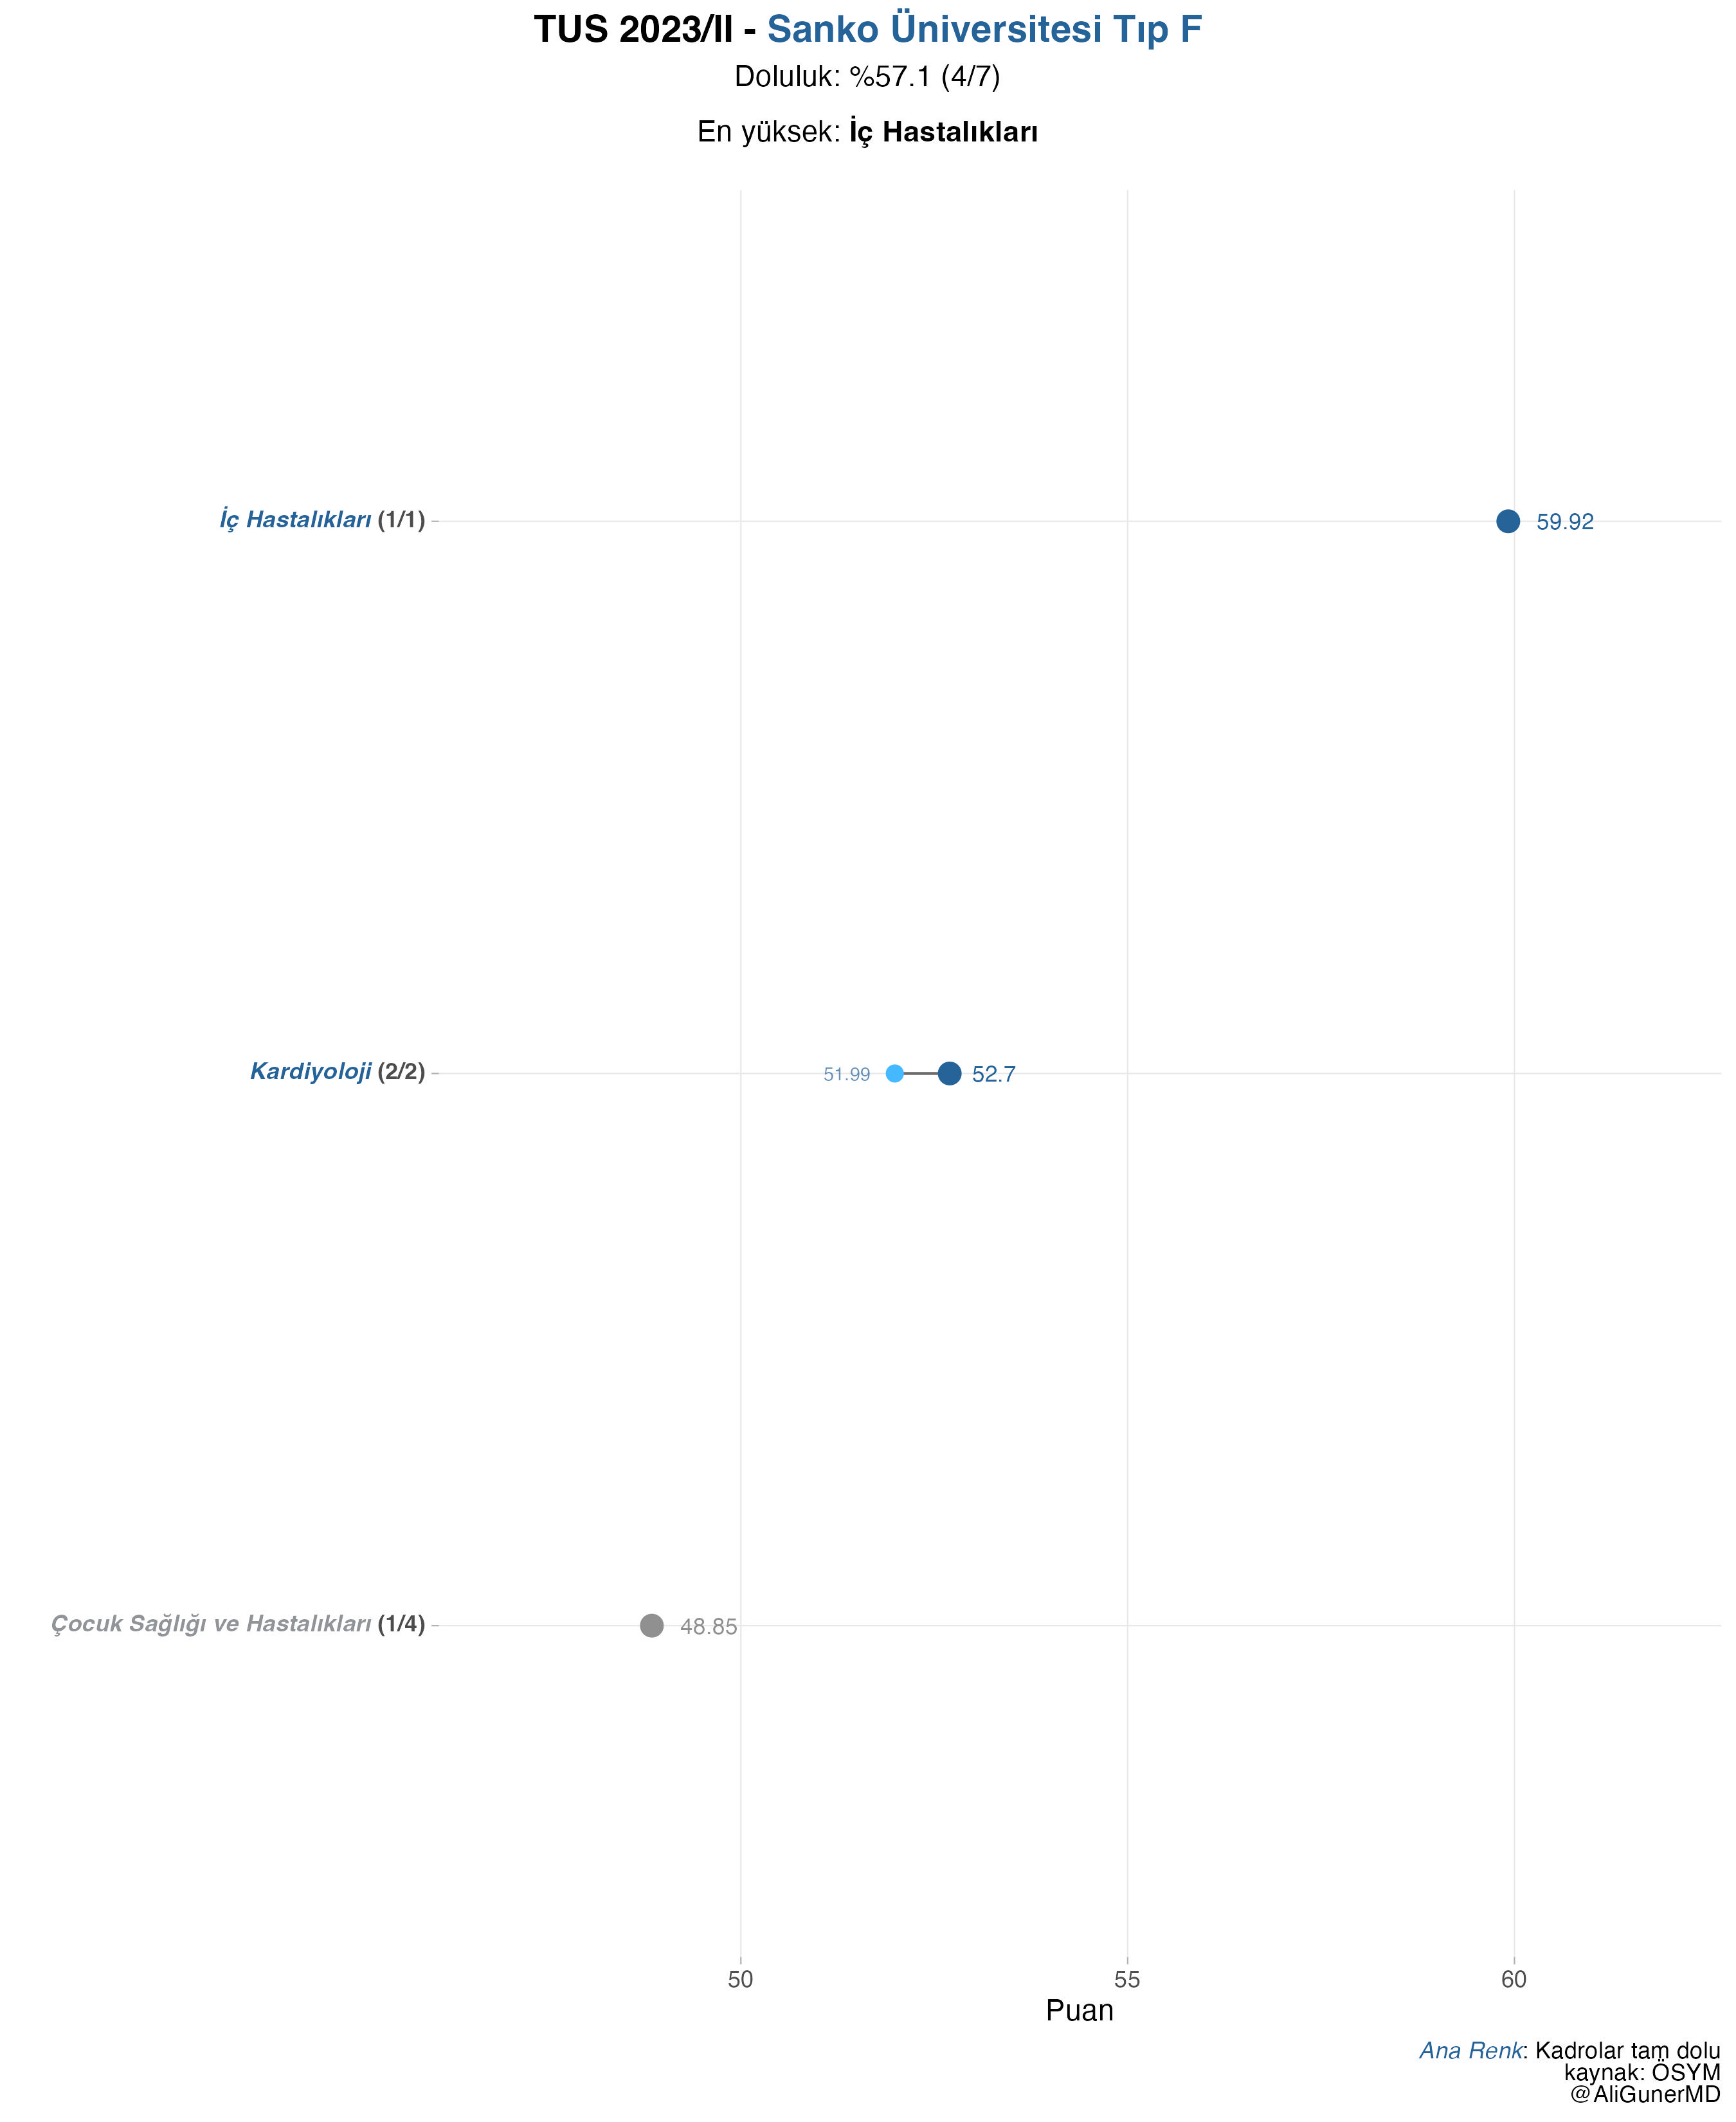 TUS 2023/II - Sanko Üniversitesi Tıp F
Doluluk: %57.1 (4/7)
En yüksek: İç Hastalıkları
İç Hastalıkları (1/1)
59.92
Kardiyoloji (2/2)
51.99
52.7
Çocuk Sağlığı ve Hastalıkları (1/4)
48.85
50
55
60
Puan
Ana Renk: Kadrolar tam dolu
kaynak: ÖSYM
@AliGunerMD